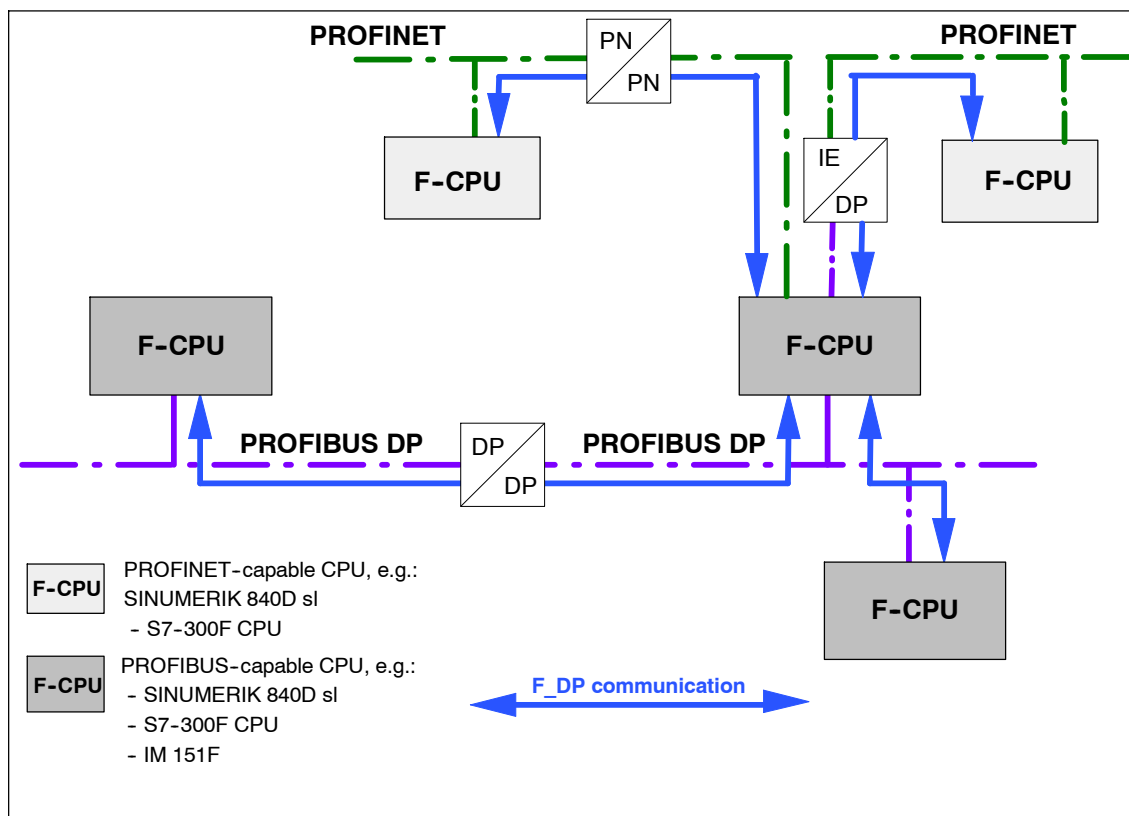 PROFINET
PN
PN
PROFINET
F-CPU
IE
DP
F-CPU
F-CPU
F-CPU
PROFIBUS DP
DP
DP
PROFIBUS DP
F-CPU
F-CPU
PROFINET-capable CPU, e.g.:
SINUMERIK 840D sl
- S7-300F CPU
F-CPU
PROFIBUS-capable CPU, e.g.:
- SINUMERIK 840D sl
- S7-300F CPU
- IM 151F
F_DP communication